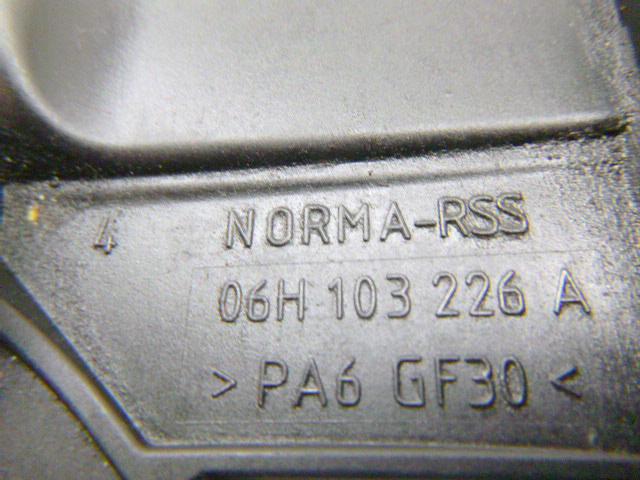 4 NORMA-RSS
06H 103 226 A
> PA6 GF30 <